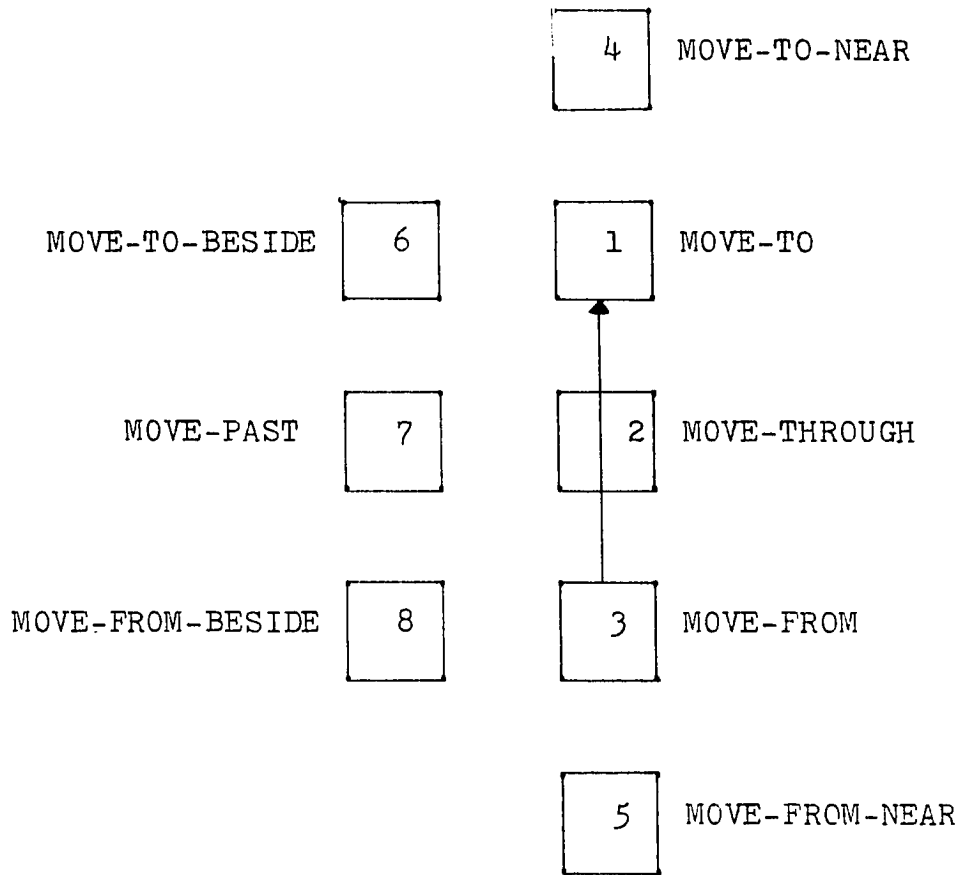 4 MOVE-TO-NEAR
MOVE-TO-BESIDE 6 1 MOVE-TO
MOVE-PAST 7 2 MOVE-THROUGH
MOVE-FROM-BESIDE 8 3 MOVE-FROM
5 MOVE-FROM-NEAR